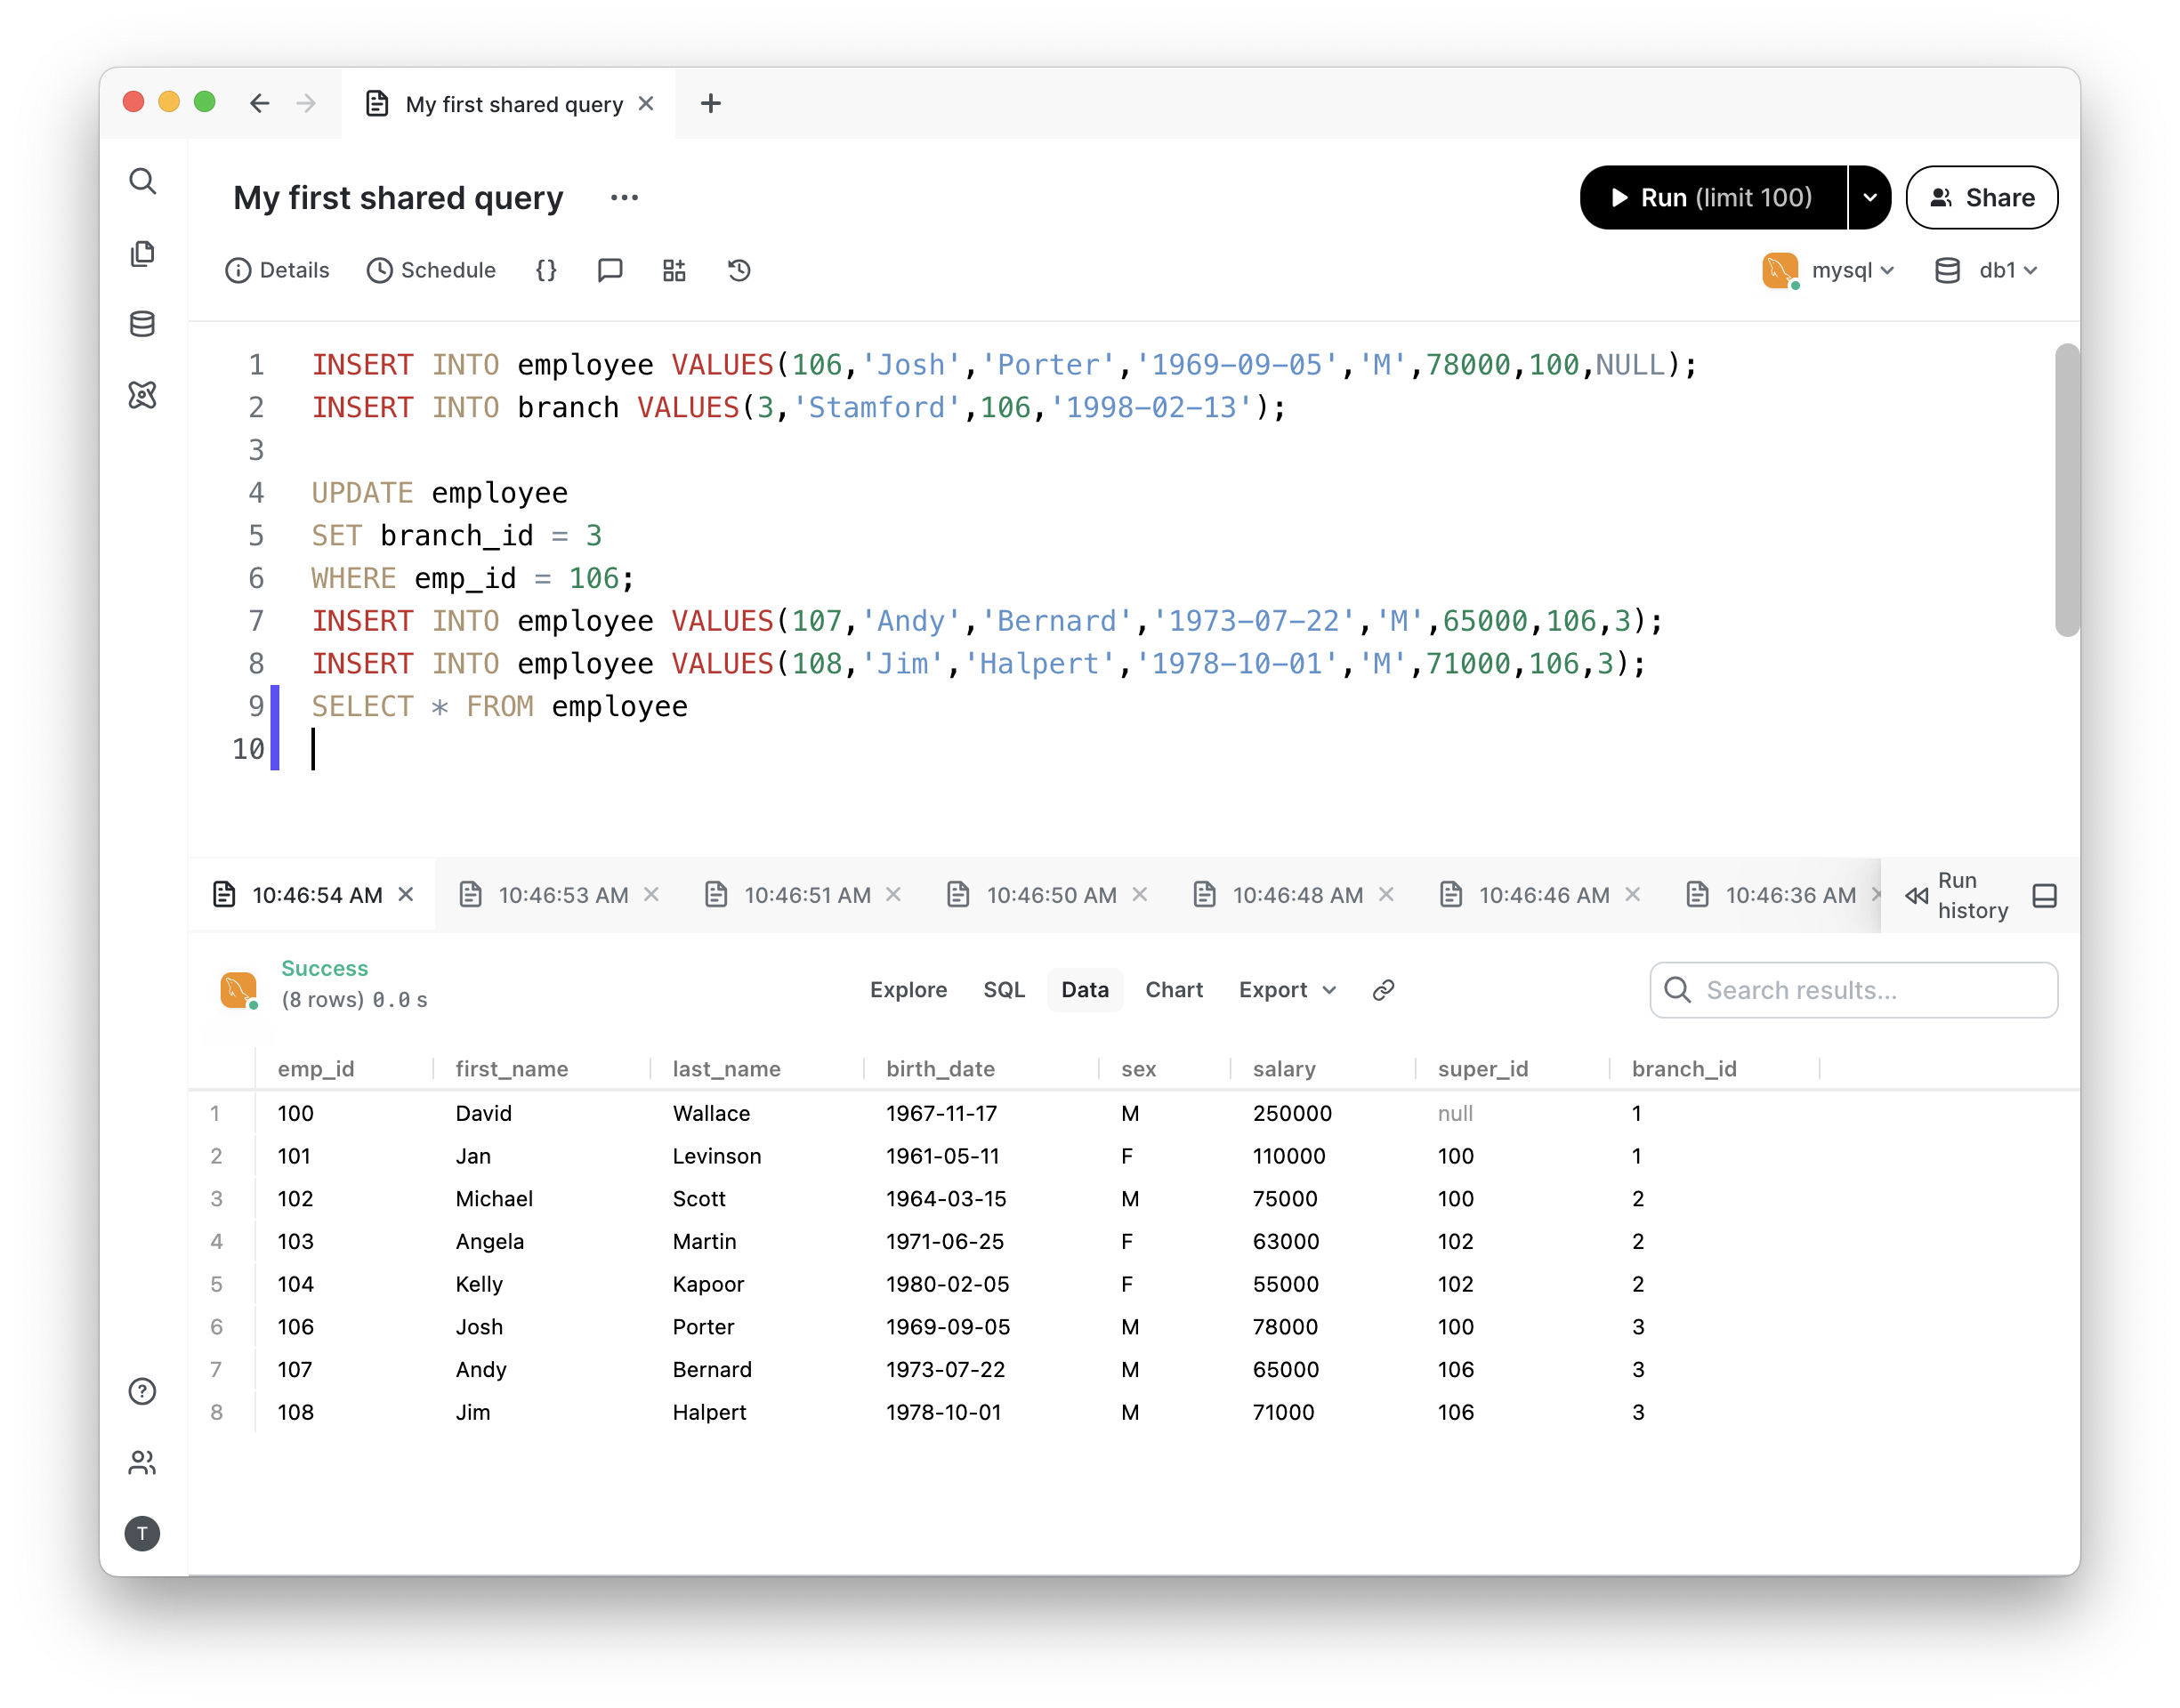 My first shared query
My first shared query ...
Run (limit 100)
Share
Details Schedule {}
mysql db1
1 INSERT INTO employee VALUES(106,'Josh','Porter','1969-09-05','M',78000,100,NULL);
2 INSERT INTO branch VALUES(3,'Stamford',106,'1998-02-13');
3
4 UPDATE employee
5 SET branch_id = 3
6 WHERE emp_id = 106;
7 INSERT INTO employee VALUES(107,'Andy','Bernard','1973-07-22','M',65000,106,3);
8 INSERT INTO employee VALUES(108,'Jim','Halpert','1978-10-01','M',71000,106,3);
9 SELECT * FROM employee
10
10:46:54 AM 10:46:53 AM 10:46:51 AM 10:46:50 AM 10:46:48 AM 10:46:46 AM 10:46:36 AM
Run
history
Success
(8 rows) 0.0 s
Explore SQL Data Chart Export
Search results...
emp_id first_name last_name birth_date sex salary super_id branch_id
1 100 David Wallace 1967-11-17 M 250000 null 1
2 101 Jan Levinson 1961-05-11 F 110000 100 1
3 102 Michael Scott 1964-03-15 M 75000 100 2
4 103 Angela Martin 1971-06-25 F 63000 102 2
5 104 Kelly Kapoor 1980-02-05 F 55000 102 2
6 106 Josh Porter 1969-09-05 M 78000 100 3
7 107 Andy Bernard 1973-07-22 M 65000 106 3
8 108 Jim Halpert 1978-10-01 M 71000 106 3
?
T